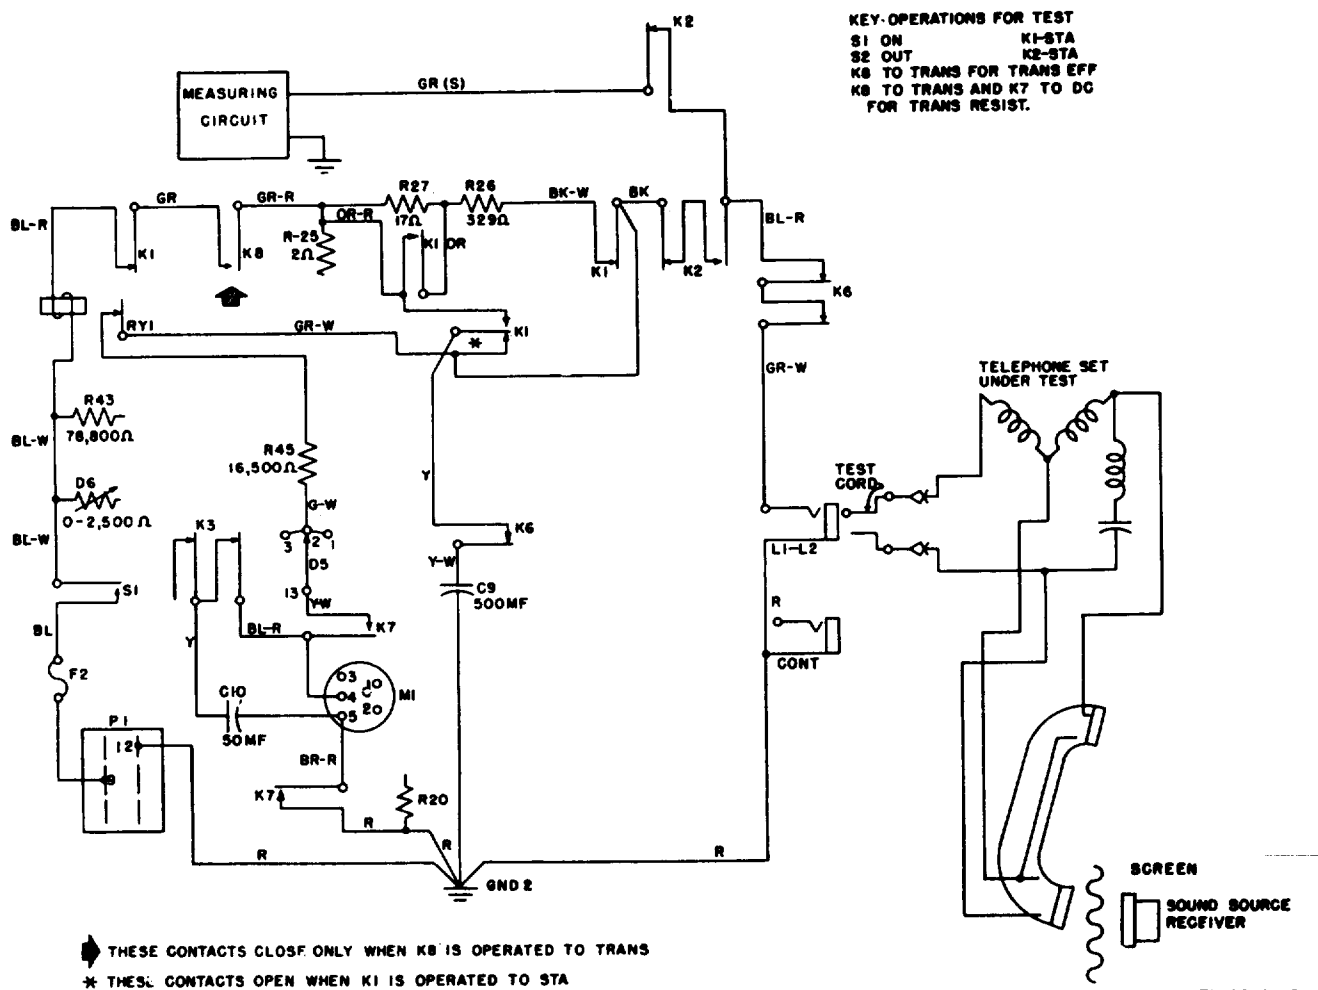 KEY-OPERATIONS FOR TEST
S1 ON K1-STA
S2 OUT K2-STA
K8 TO TRANS FOR TRANS EFF
K8 TO TRANS AND K7 TO DC
FOR TRANS RESIST.
K2
GR (S)
MEASURING
CIRCUIT
BL-R
GR
GR-R
OR-R
R27
17Ω
R26
329Ω
BK-W
BK
BL-R
R-25
2Ω
K1
K8
K1
OR
K1
K2
K6
RY1
GR-W
K1
*
GR-W
TELEPHONE SET
UNDER TEST
R43
78,800Ω
BL-W
R45
16,500Ω
Y
TEST
CORD
D6
0-2,500Ω
G-W
BL-W
K3
3 2 1
K6
L1-L2
D5
Y-W
C9
500MF
S1
13
Y-W
R
BL
Y
BL-R
K7
CONT
F2
3
1
4
C
2
5
M1
C10
50MF
P1
12
9
BR-R
K7
R20
R
R
R
R
GND 2
SCREEN
SOUND SOURCE
RECEIVER
THESE CONTACTS CLOSE ONLY WHEN K8 IS OPERATED TO TRANS
* THESE CONTACTS OPEN WHEN K1 IS OPERATED TO STA